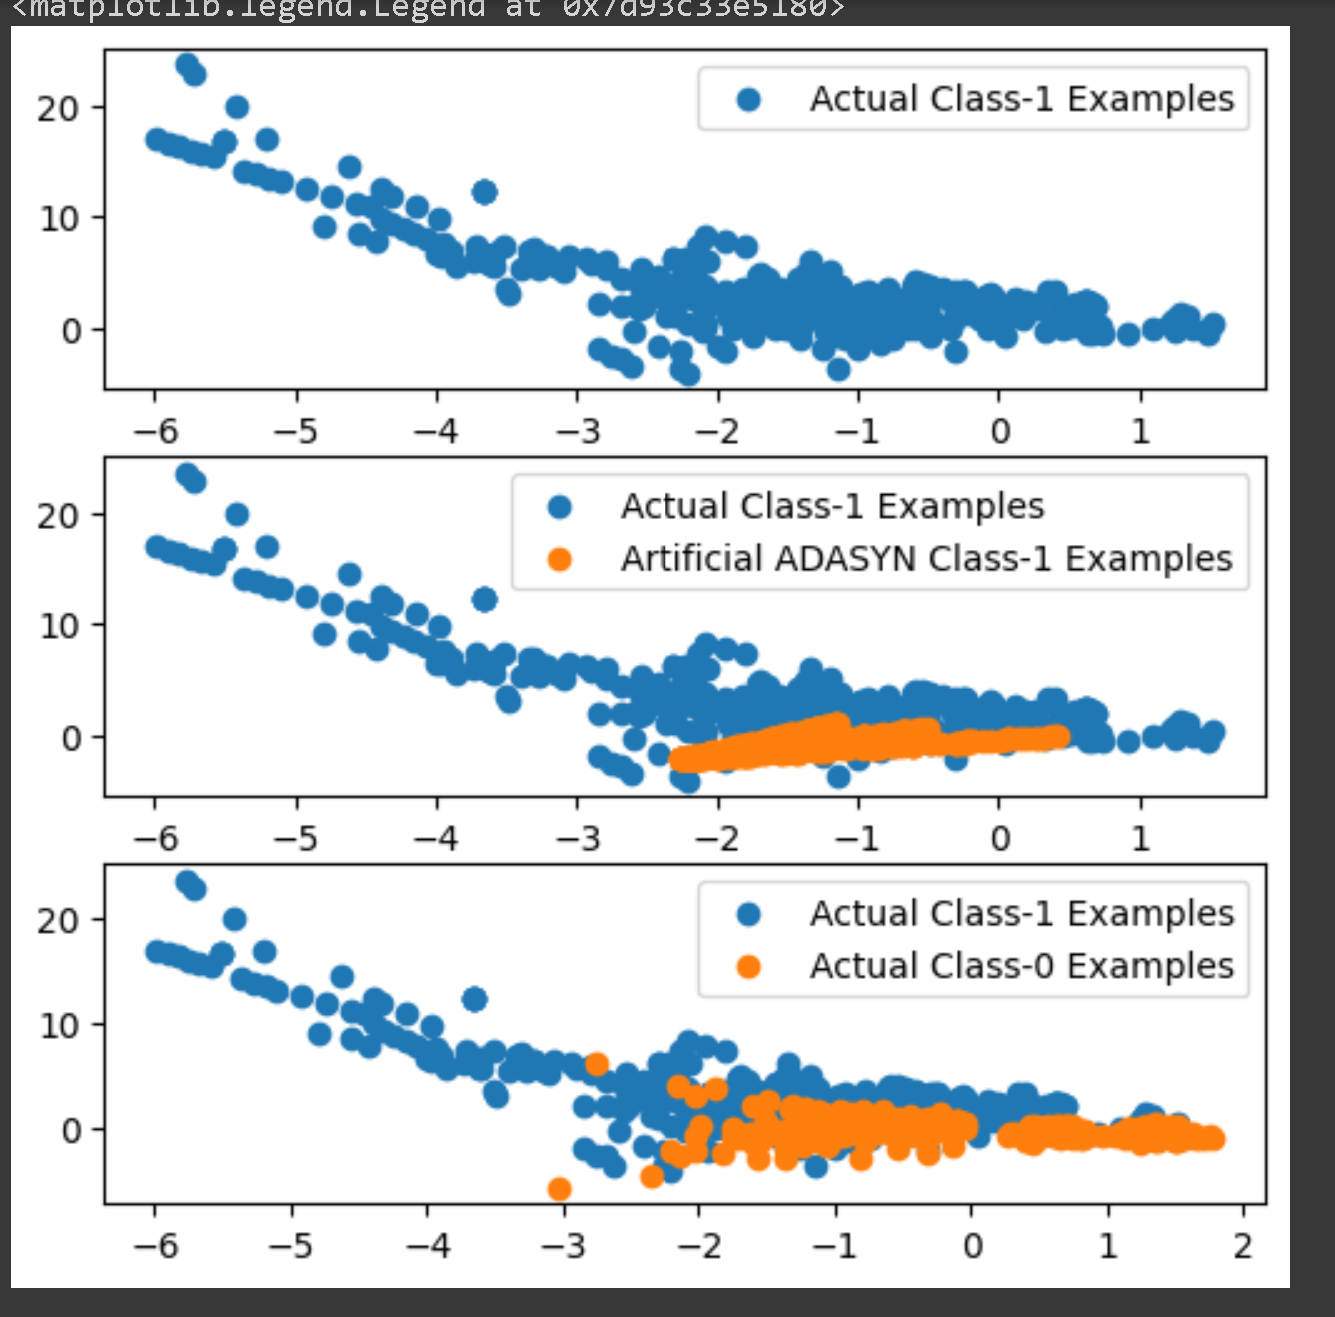 <matplotlib.legend.Legend at 0x7d93c33e5180>
Actual Class-1 Examples
20
10
0
−6 −5 −4 −3 −2 −1 0 1
Actual Class-1 Examples
Artificial ADASYN Class-1 Examples
20
10
0
−6 −5 −4 −3 −2 −1 0 1
Actual Class-1 Examples
Actual Class-0 Examples
20
10
0
−6 −5 −4 −3 −2 −1 0 1 2